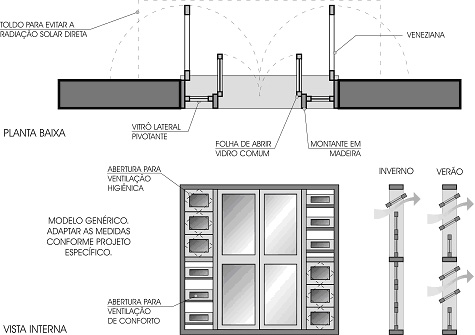 TOLDO PARA EVITAR A
RADIAÇÃO SOLAR DIRETA
VENEZIANA
PLANTA BAIXA
VITRÔ LATERAL
PIVOTANTE
FOLHA DE ABRIR
VIDRO COMUM
MONTANTE EM
MADEIRA
ABERTURA PARA
VENTILAÇÃO
HIGIÊNICA
INVERNO
VERÃO
MODELO GENÉRICO.
ADAPTAR AS MEDIDAS
CONFORME PROJETO
ESPECÍFICO.
ABERTURA PARA
VENTILAÇÃO
DE CONFORTO
VISTA INTERNA